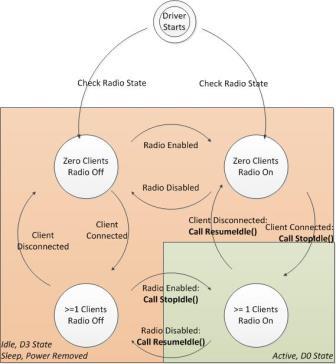 Driver
Starts
Check Radio State
Check Radio State
Zero Clients
Radio Off
Radio Enabled
Zero Clients
Radio On
Radio Disabled
Client
Disconnected
Client
Connected
Client Disconnected:
Call ResumeIdle()
Client Connected:
Call StopIdle()
>=1 Clients
Radio Off
Radio Enabled:
Call StopIdle()
>= 1 Clients
Radio On
Radio Disabled:
Call ResumeIdle()
Idle, D3 State
Sleep, Power Removed
Active, D0 State